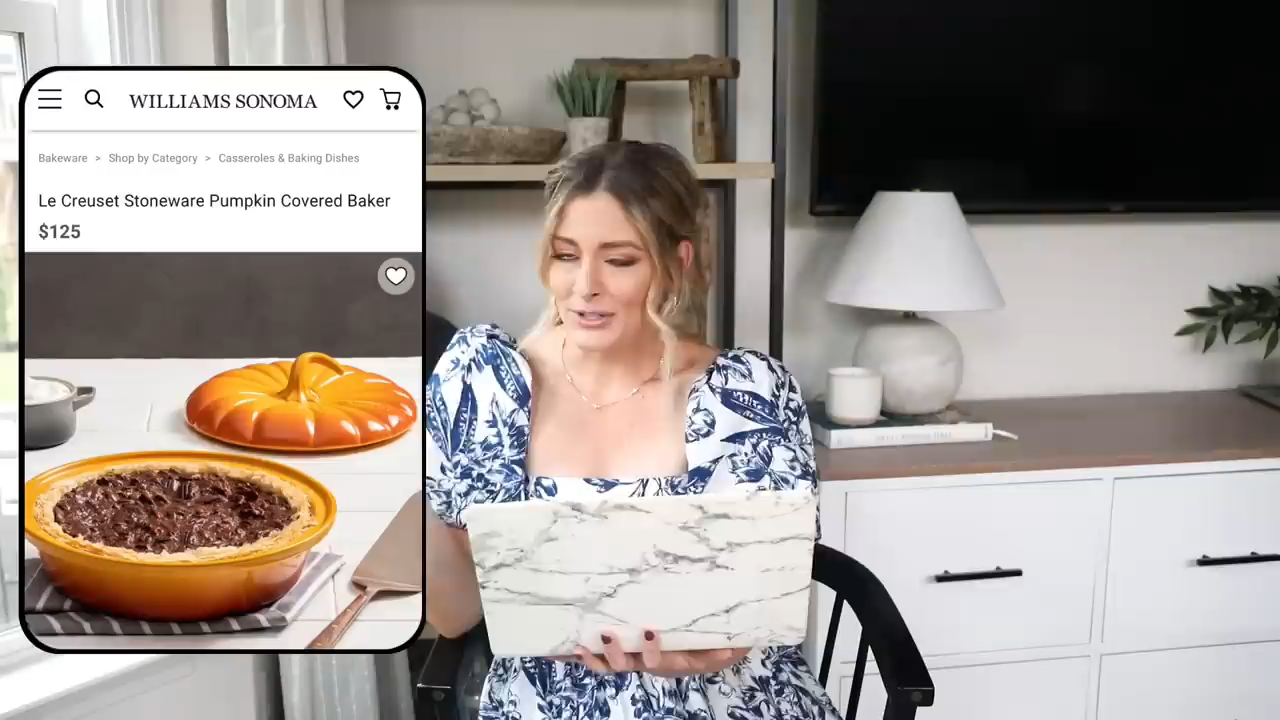 WILLIAMS SONOMA
Bakeware > Shop by Category > Casseroles & Baking Dishes
Le Creuset Stoneware Pumpkin Covered Baker
$125